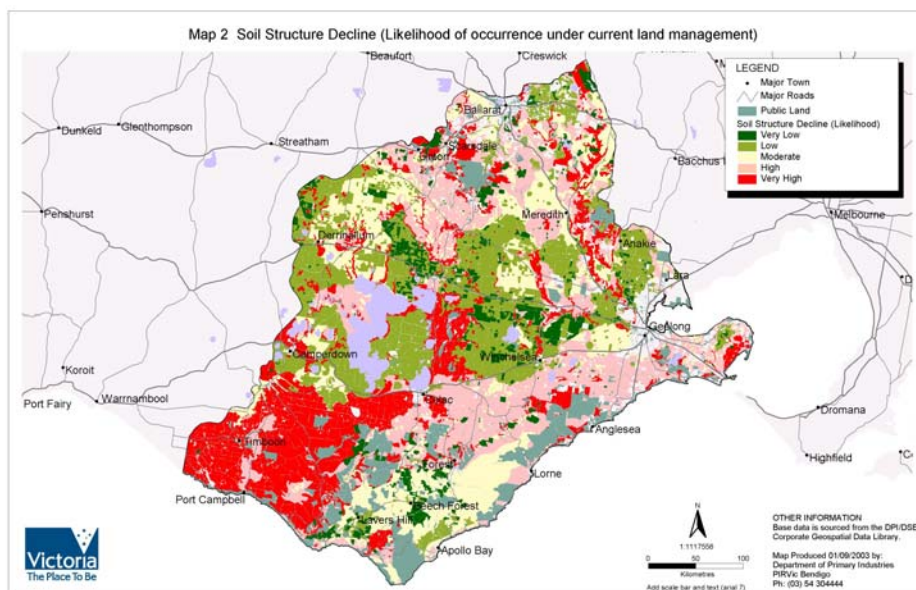 Map 2  Soil Structure Decline (Likelihood of occurrence under current land management)
Beaufort
Creswick
LEGEND
Major Town
Major Roads
Public Land
Soil Structure Decline (Likelihood)
Very Low
Low
Moderate
High
Very High
Ballarat
Dunkeld
Glenthompson
Streatham
Scarsdale
Bacchus
Penshurst
Meredith
Melbourne
Derrinallum
Anakie
Lara
Geelong
Camperdown
Winchelsea
Koroit
Port Fairy
Warrnambool
Colac
Dromana
Timboon
Anglesea
Forrest
Highfield
Lorne
Port Campbell
Beech Forest
Lavers Hill
Apollo Bay
N
1:1117558
0 50 100
Kilometres
Add scale bar and text (arial 7)
OTHER INFORMATION
Base data is sourced from the DPI/DSE
Corporate Geospatial Data Library.
Map Produced 01/09/2003 by:
Department of Primary Industries
PIRVic Bendigo
Ph: (03) 54 304444
Victoria
The Place To Be